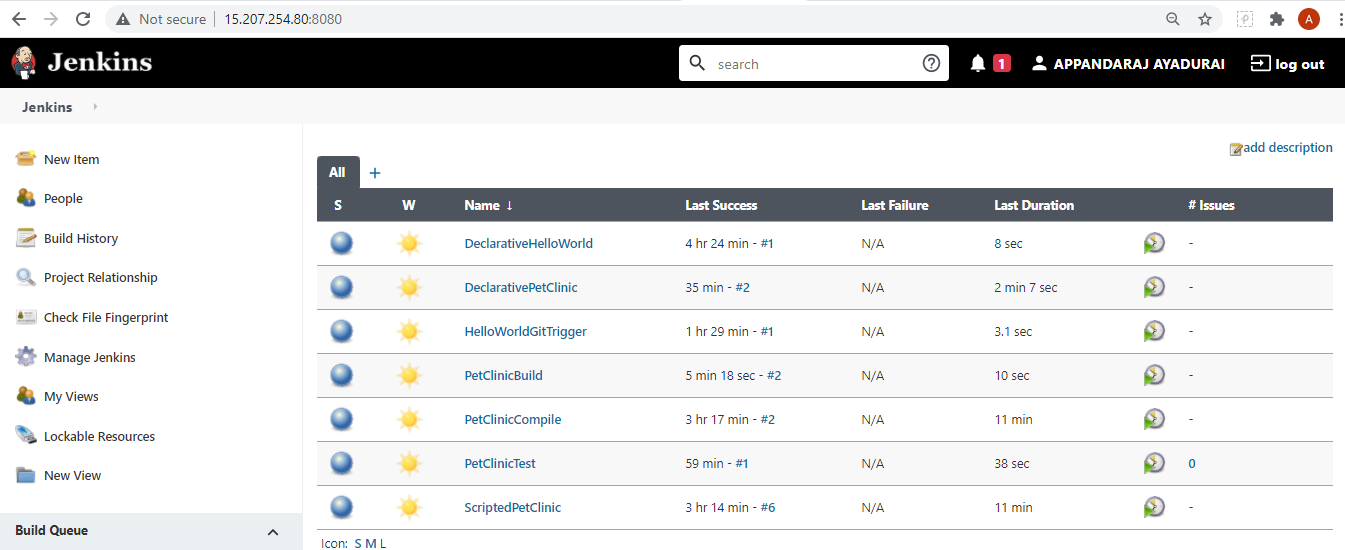 Not secure 15.207.254.80:8080 A
Jenkins search 1 APPANDARAJ AYADURAI log out
Jenkins
add description
New Item
People
Build History
Project Relationship
Check File Fingerprint
Manage Jenkins
My Views
Lockable Resources
New View
Build Queue
All +
S W Name ↓ Last Success Last Failure Last Duration # Issues
DeclarativeHelloWorld 4 hr 24 min - #1 N/A 8 sec -
DeclarativePetClinic 35 min - #2 N/A 2 min 7 sec -
HelloWorldGitTrigger 1 hr 29 min - #1 N/A 3.1 sec -
PetClinicBuild 5 min 18 sec - #2 N/A 10 sec -
PetClinicCompile 3 hr 17 min - #2 N/A 11 min -
PetClinicTest 59 min - #1 N/A 38 sec 0
ScriptedPetClinic 3 hr 14 min - #6 N/A 11 min -
Icon: S M L